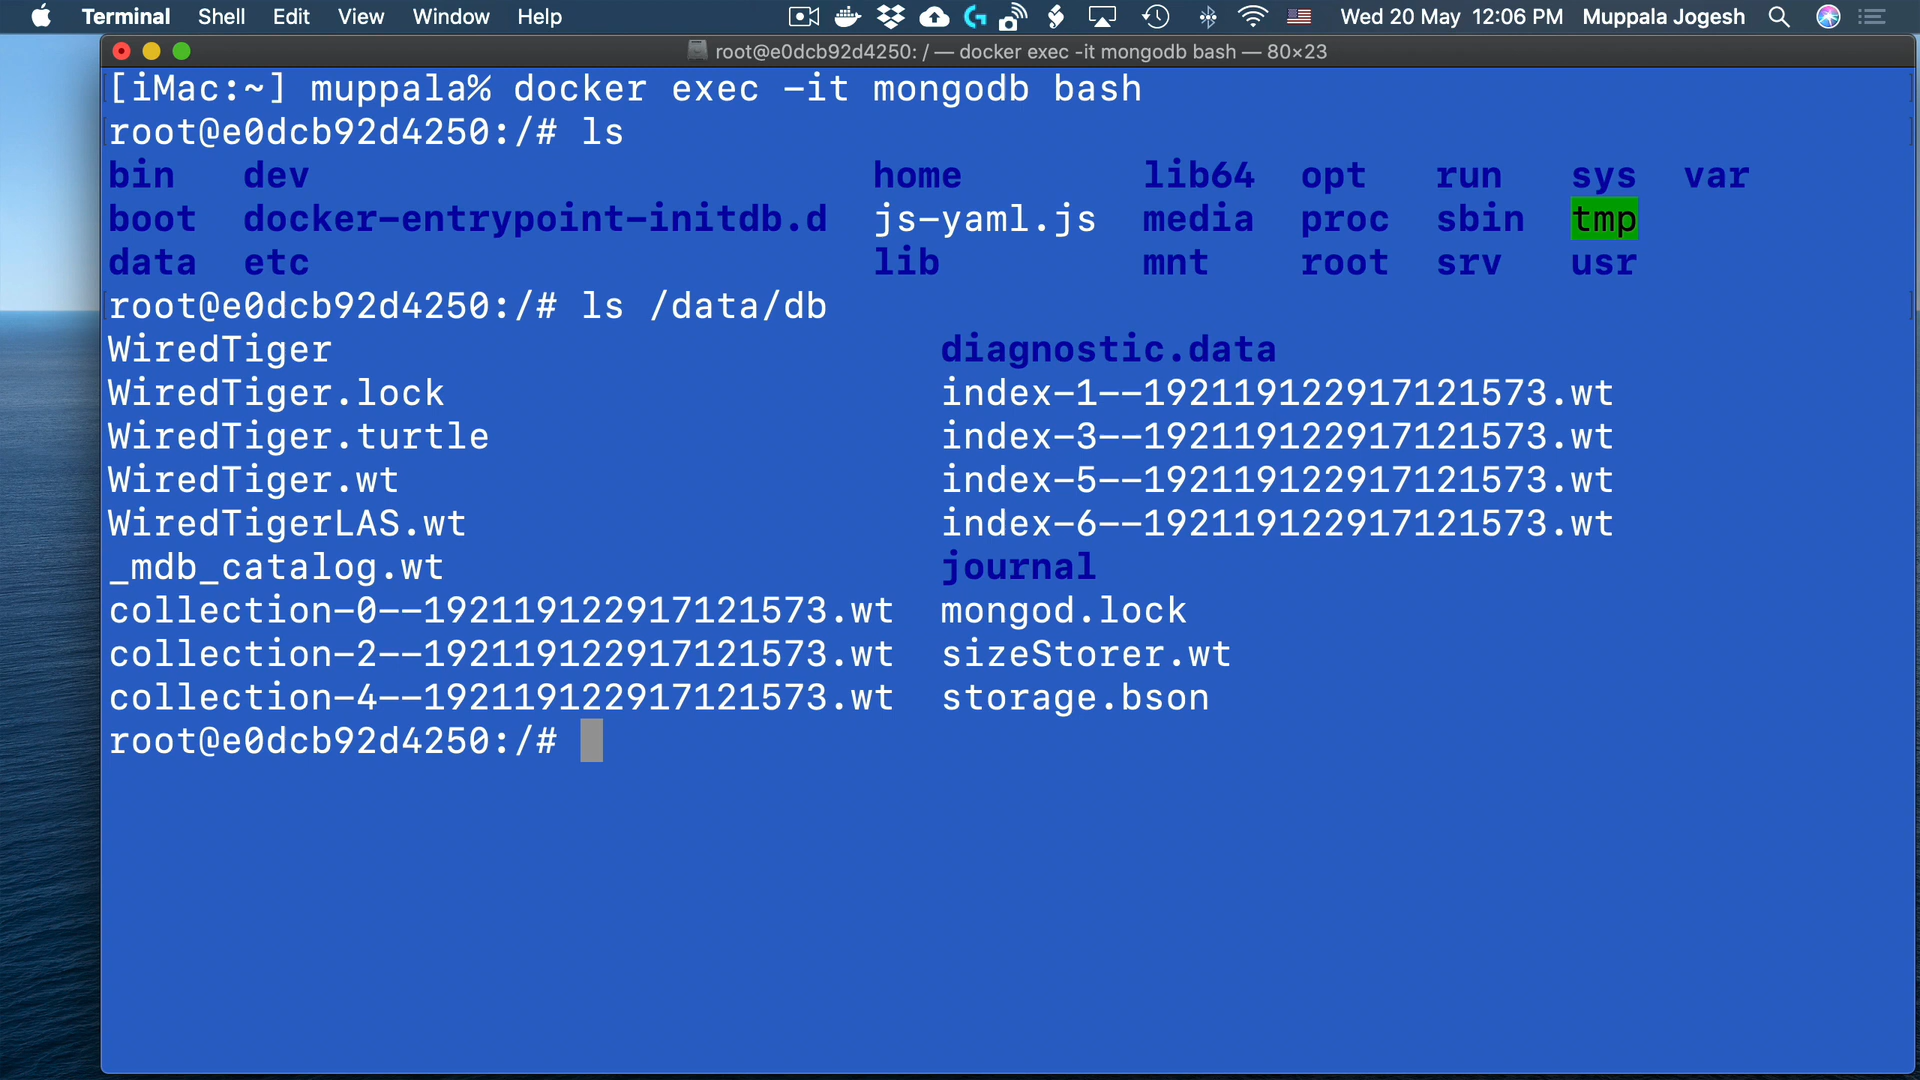 Terminal Shell Edit View Window Help Wed 20 May 12:06 PM Muppala Jogesh
root@e0dcb92d4250: / — docker exec -it mongodb bash — 80×23
[iMac:~] muppala% docker exec -it mongodb bash
root@e0dcb92d4250:/# ls
bin dev home lib64 opt run sys var
boot docker-entrypoint-initdb.d js-yaml.js media proc sbin tmp
data etc lib mnt root srv usr
root@e0dcb92d4250:/# ls /data/db
WiredTiger diagnostic.data
WiredTiger.lock index-1--192119122917121573.wt
WiredTiger.turtle index-3--192119122917121573.wt
WiredTiger.wt index-5--192119122917121573.wt
WiredTigerLAS.wt index-6--192119122917121573.wt
_mdb_catalog.wt journal
collection-0--192119122917121573.wt mongod.lock
collection-2--192119122917121573.wt sizeStorer.wt
collection-4--192119122917121573.wt storage.bson
root@e0dcb92d4250:/#